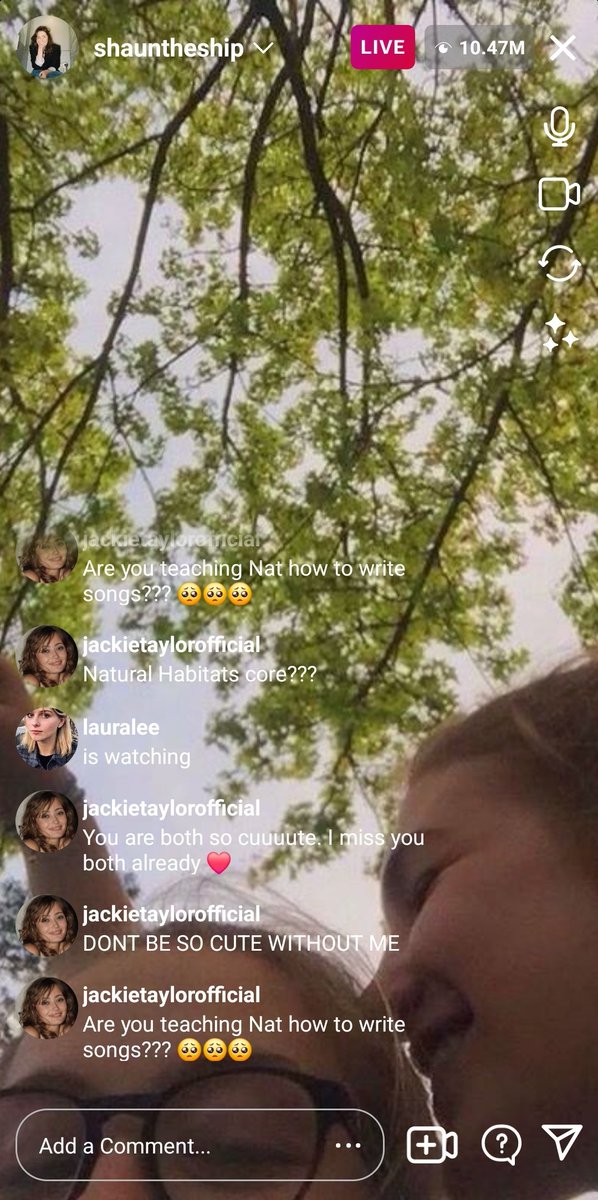 shauntheship LIVE 10.47M
jackietaylorofficial
Are you teaching Nat how to write
songs??? 🥺🥺🥺
jackietaylorofficial
Natural Habitats core???
lauralee
is watching
jackietaylorofficial
You are both so cuuuute. I miss you
both already ❤️
jackietaylorofficial
DONT BE SO CUTE WITHOUT ME
jackietaylorofficial
Are you teaching Nat how to write
songs??? 🥺🥺🥺
Add a Comment...